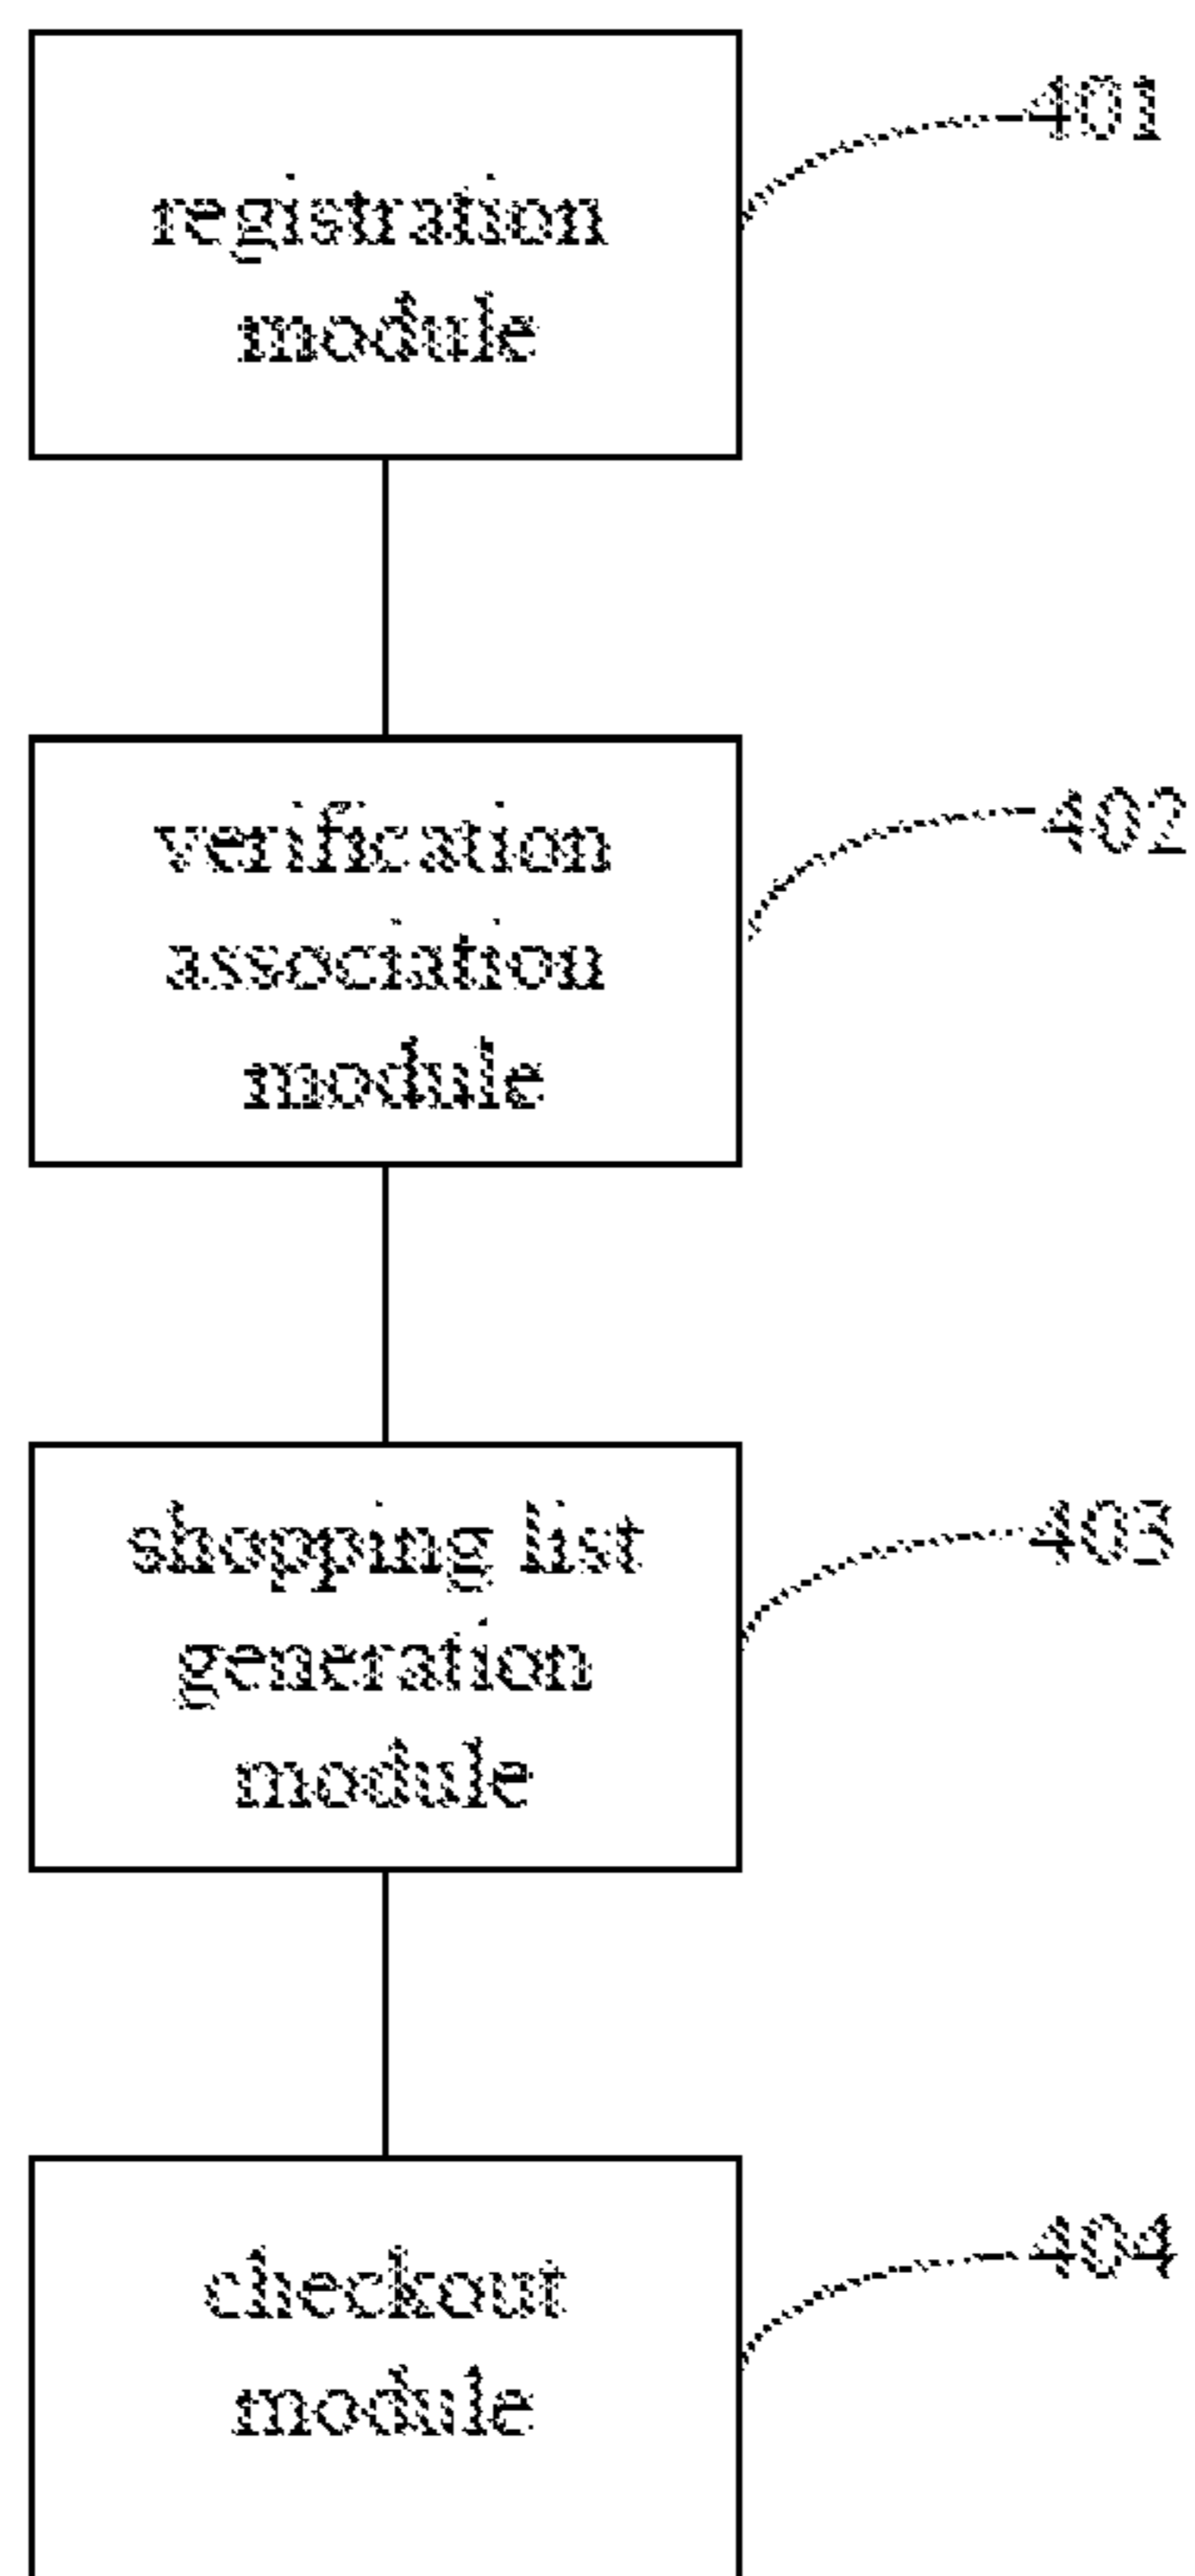 401
registration
module
402
verification
association
module
403
shopping list
generation
module
404
checkout
module